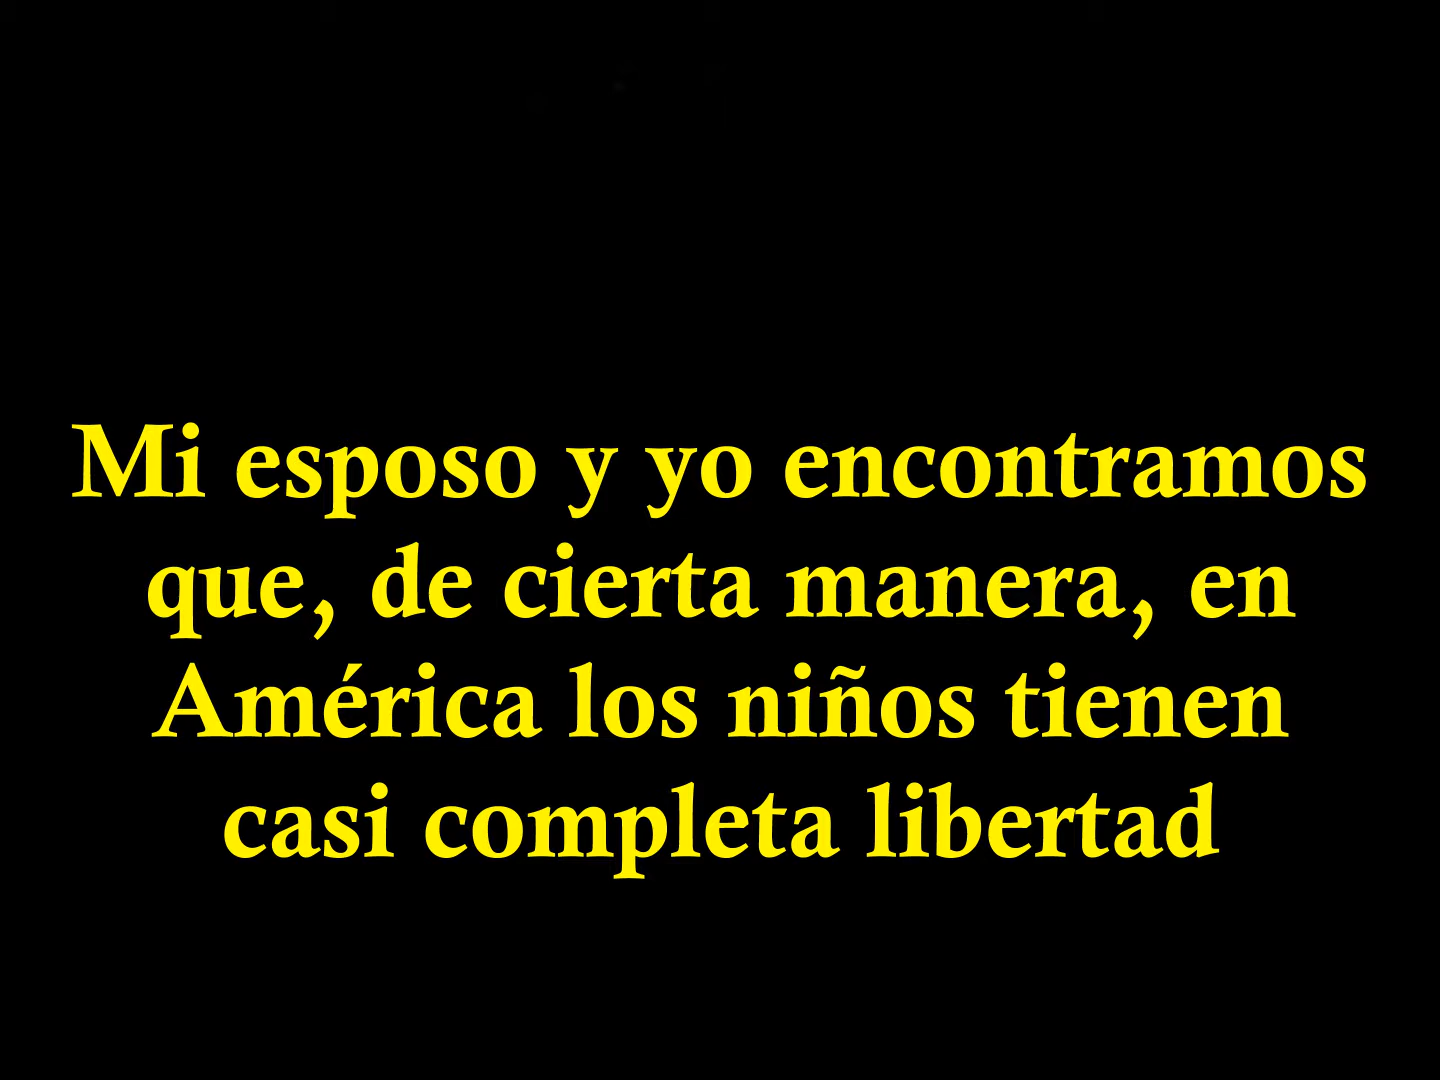 Mi esposo y yo encontramos
que, de cierta manera, en
América los niños tienen
casi completa libertad